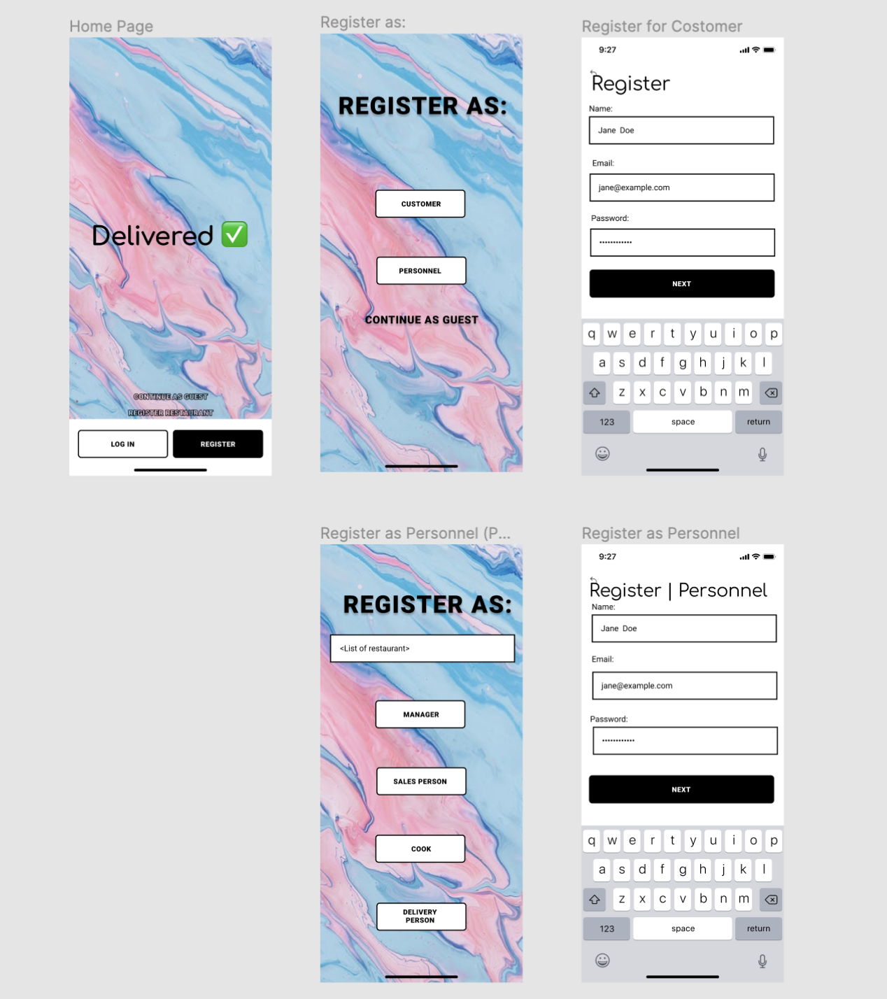 Home Page
Delivered ✅
CONTINUE AS GUEST
REGISTER RESTAURANT
LOG IN
REGISTER
Register as:
REGISTER AS:
CUSTOMER
PERSONNEL
CONTINUE AS GUEST
Register for Costomer
9:27
Register
Name:
Jane Doe
Email:
jane@example.com
Password:
••••••••••••
NEXT
q w e r t y u i o p
a s d f g h j k l
z x c v b n m
123 space return
Register as Personnel (P...
REGISTER AS:
<List of restaurant>
MANAGER
SALES PERSON
COOK
DELIVERY
PERSON
Register as Personnel
9:27
Register | Personnel
Name:
Jane Doe
Email:
jane@example.com
Password:
••••••••••••
NEXT
q w e r t y u i o p
a s d f g h j k l
z x c v b n m
123 space return